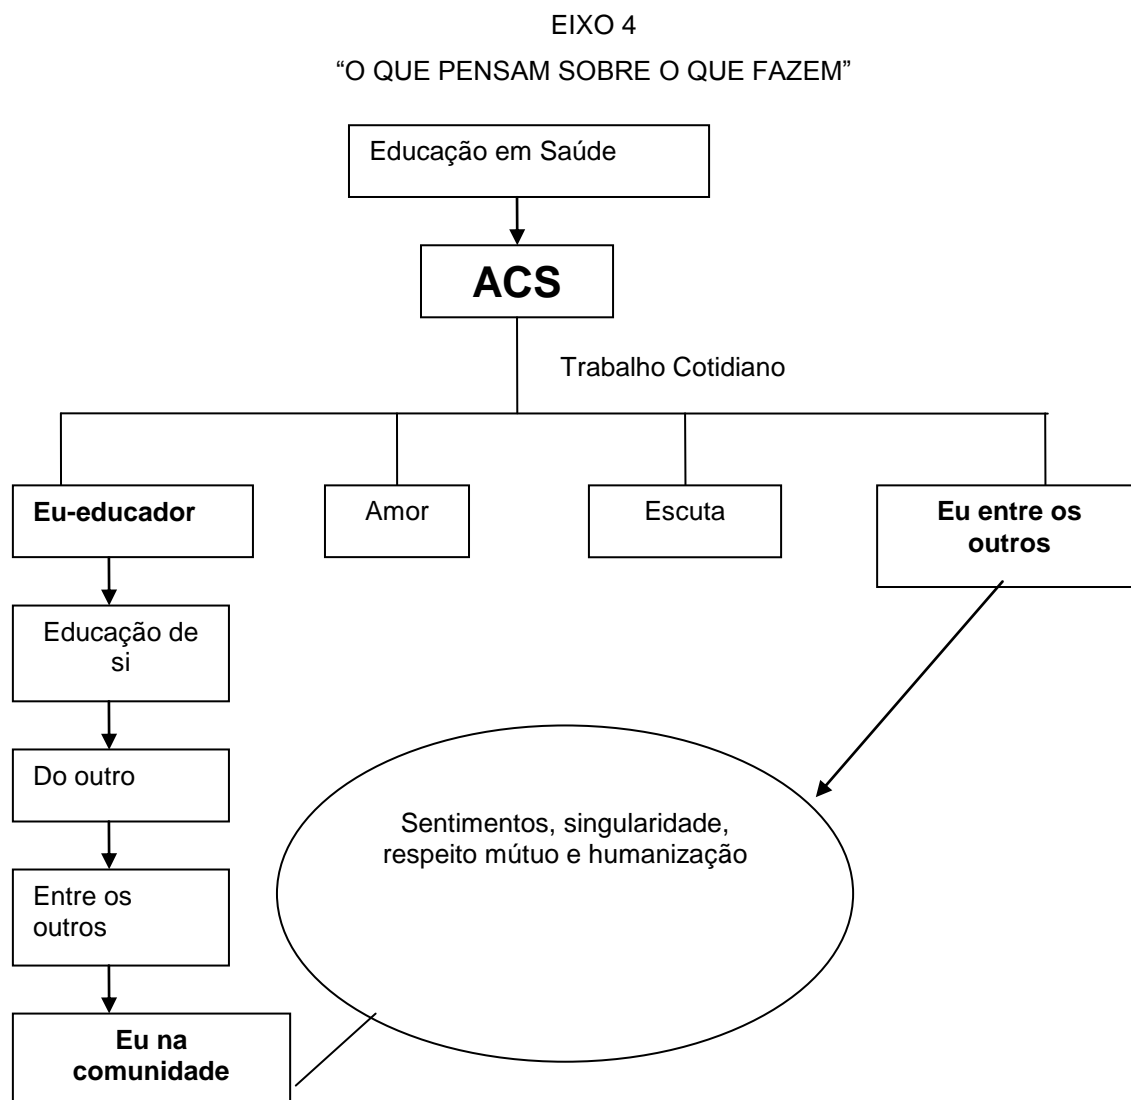 EIXO 4
“O QUE PENSAM SOBRE O QUE FAZEM”
Educação em Saúde
ACS
Trabalho Cotidiano
Eu-educador
Amor
Escuta
Eu entre os
outros
Educação de
si
Do outro
Sentimentos, singularidade,
respeito mútuo e humanização
Entre os
outros
Eu na
comunidade